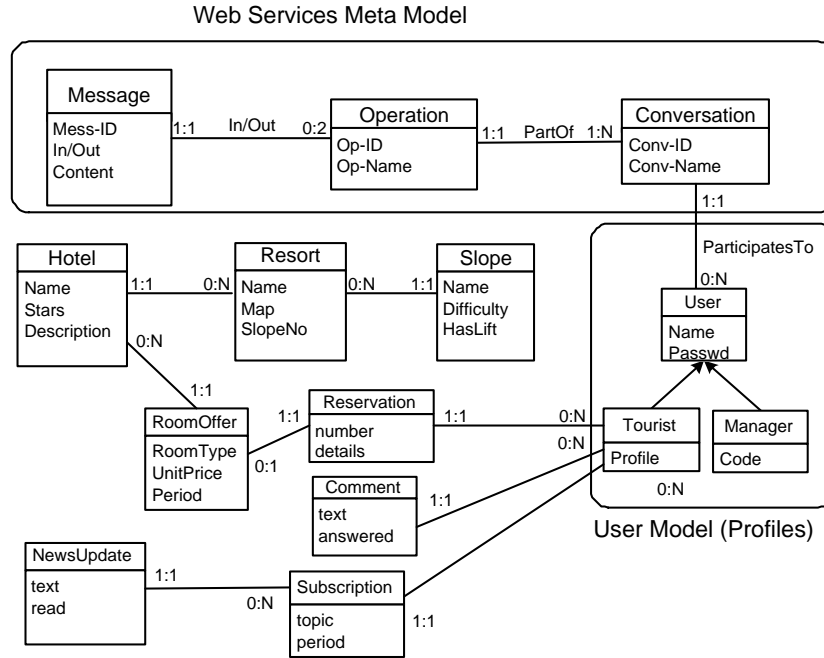 Web Services Meta Model
Message
Mess-ID
In/Out
Content
1:1
In/Out
0:2
Operation
Op-ID
Op-Name
1:1
PartOf
1:N
Conversation
Conv-ID
Conv-Name
1:1
ParticipatesTo
0:N
Hotel
Name
Stars
Description
1:1
0:N
Resort
Name
Map
SlopeNo
0:N
1:1
Slope
Name
Difficulty
HasLift
User
Name
Passwd
0:N
1:1
RoomOffer
RoomType
UnitPrice
Period
1:1
0:1
Reservation
number
details
1:1
0:N
0:N
Tourist
Profile
Manager
Code
0:N
User Model (Profiles)
Comment
text
answered
1:1
NewsUpdate
text
read
1:1
0:N
Subscription
topic
period
1:1